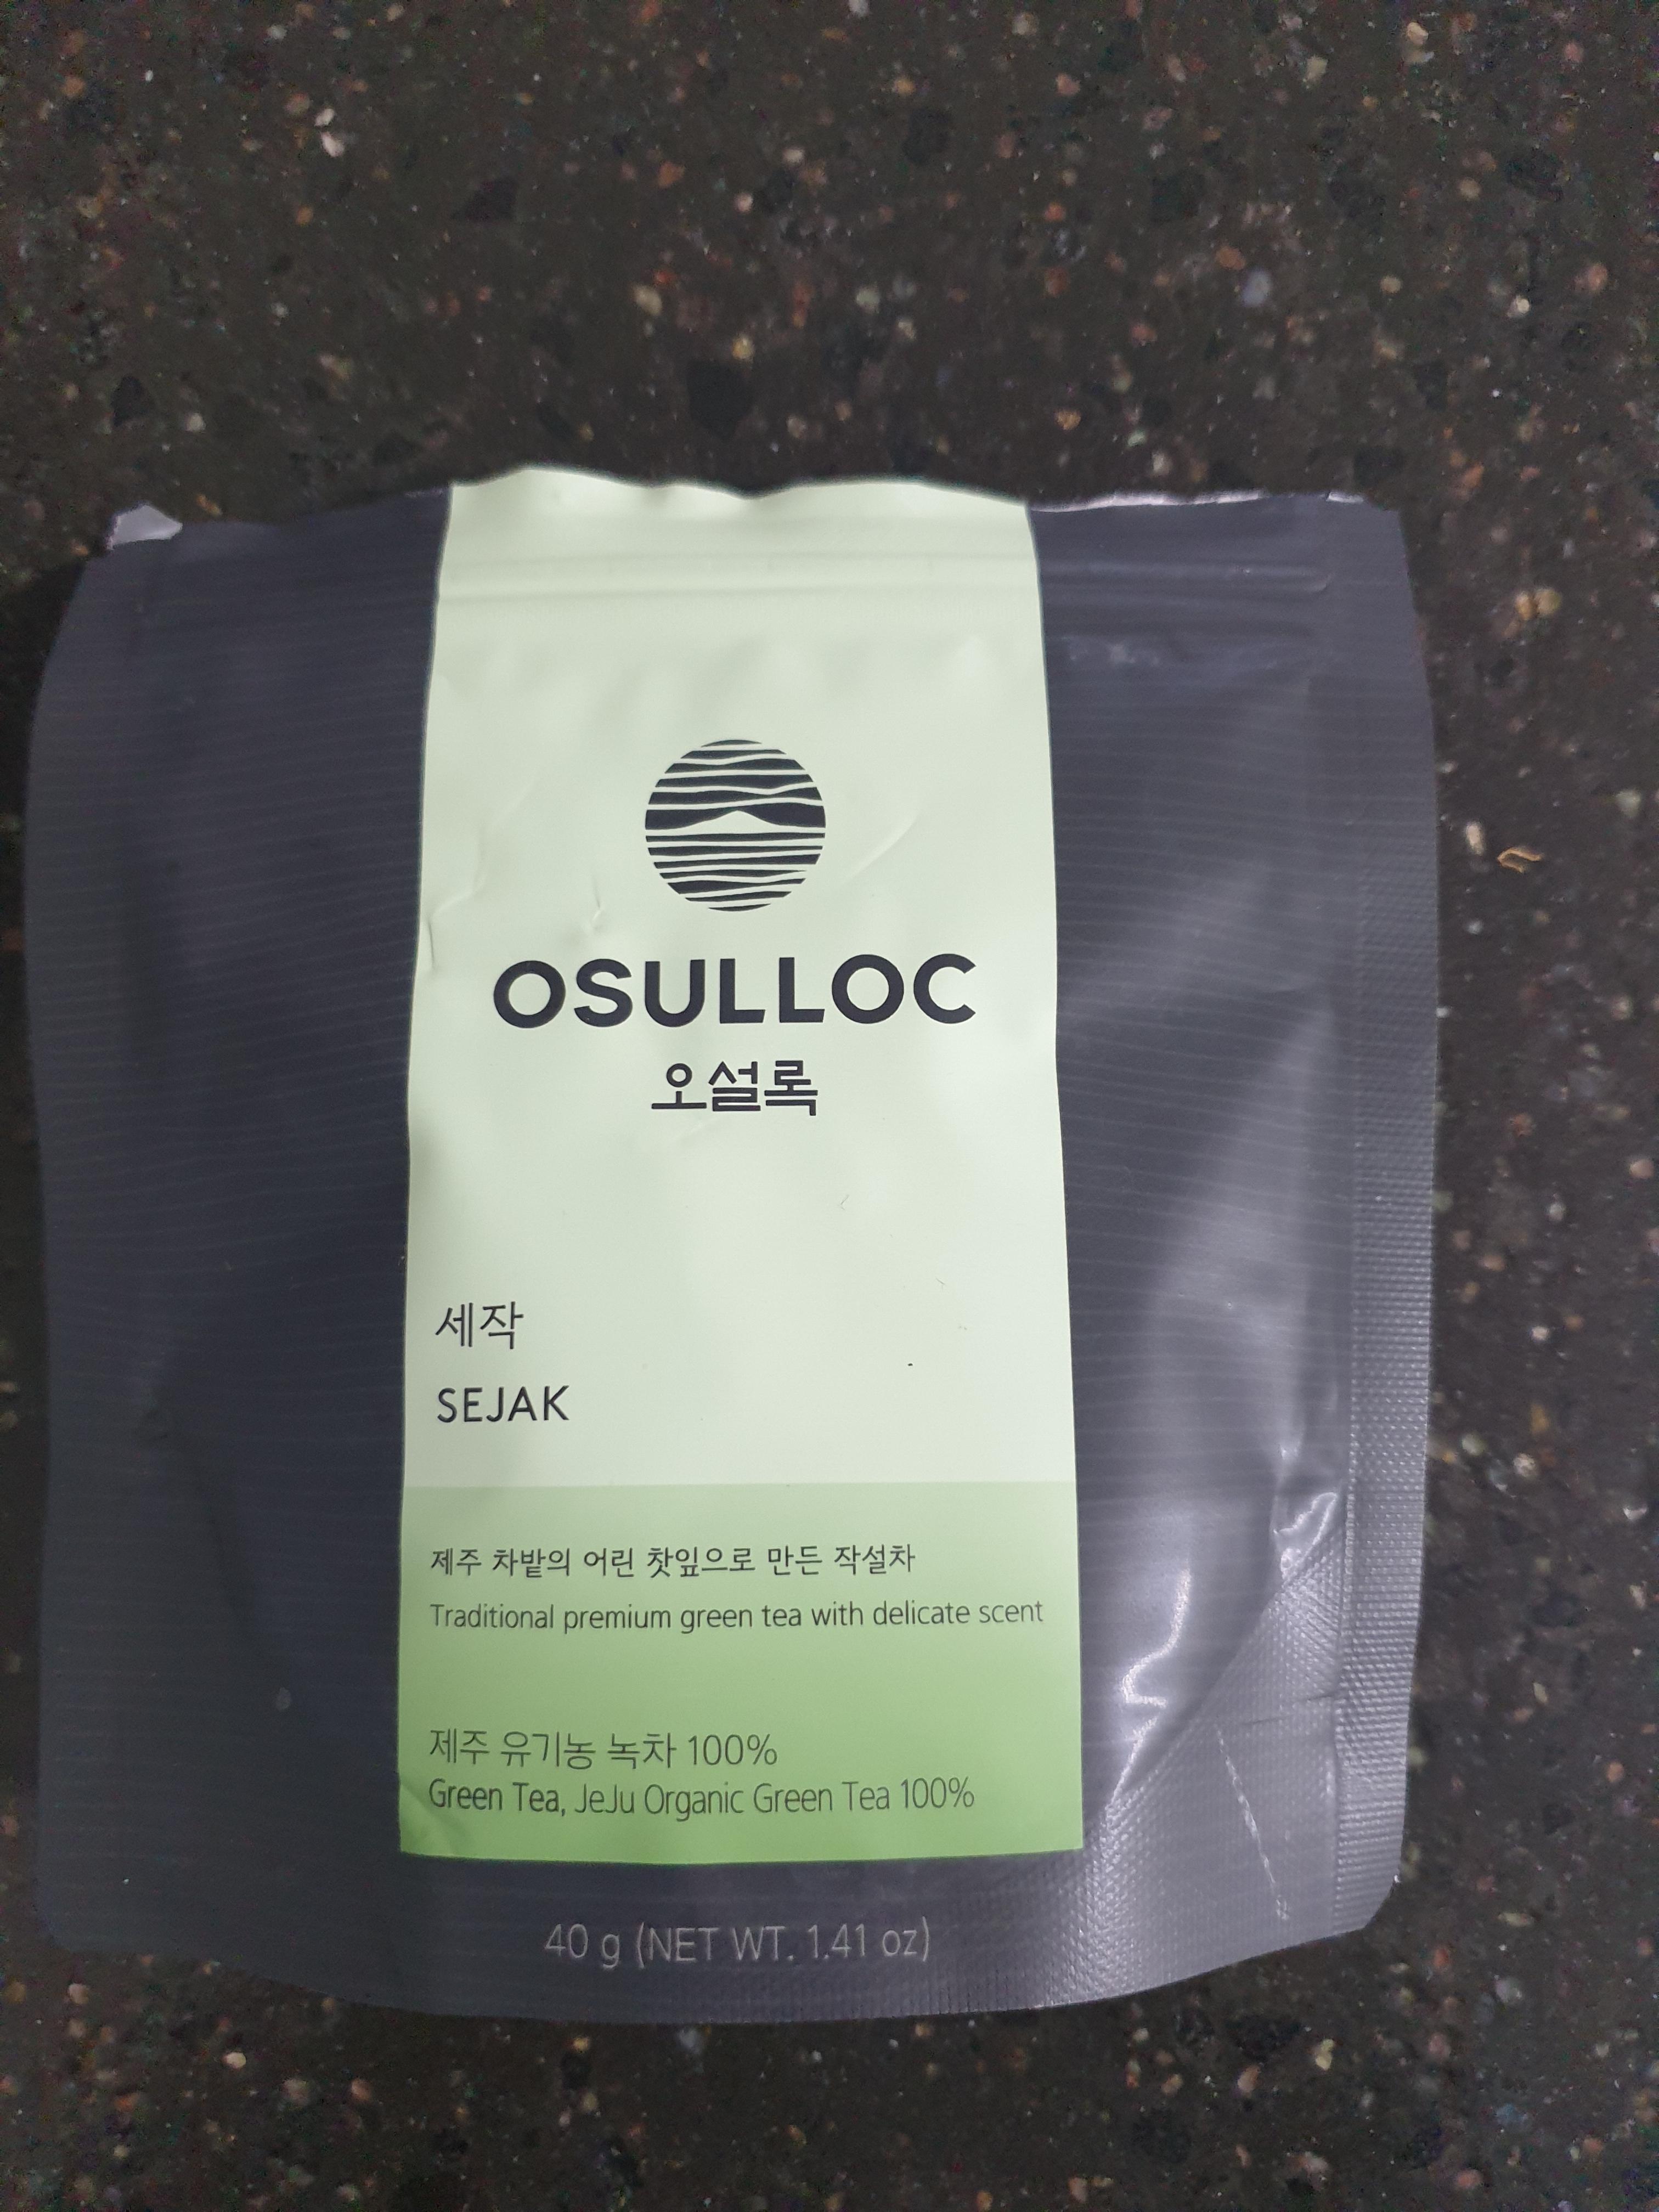 OSULLOC
오설록
세작
SEJAK
제주 차밭의 어린 찻잎으로 만든 작설차
Traditional premium green tea with delicate scent
제주 유기농 녹차 100%
Green Tea, JeJu Organic Green Tea 100%
40 g (NET WT. 1.41 oz)